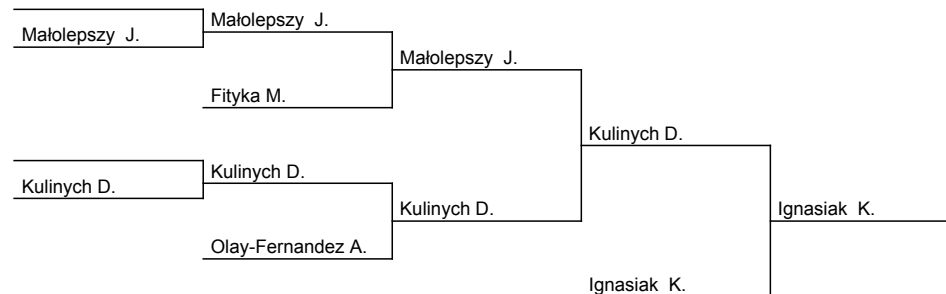 Małolepszy J.
Małolepszy J.
Małolepszy J.
Fityka M.
Kulinych D.
Kulinych D.
Kulinych D.
Kulinych D.
Ignasiak K.
Olay-Fernandez A.
Ignasiak K.